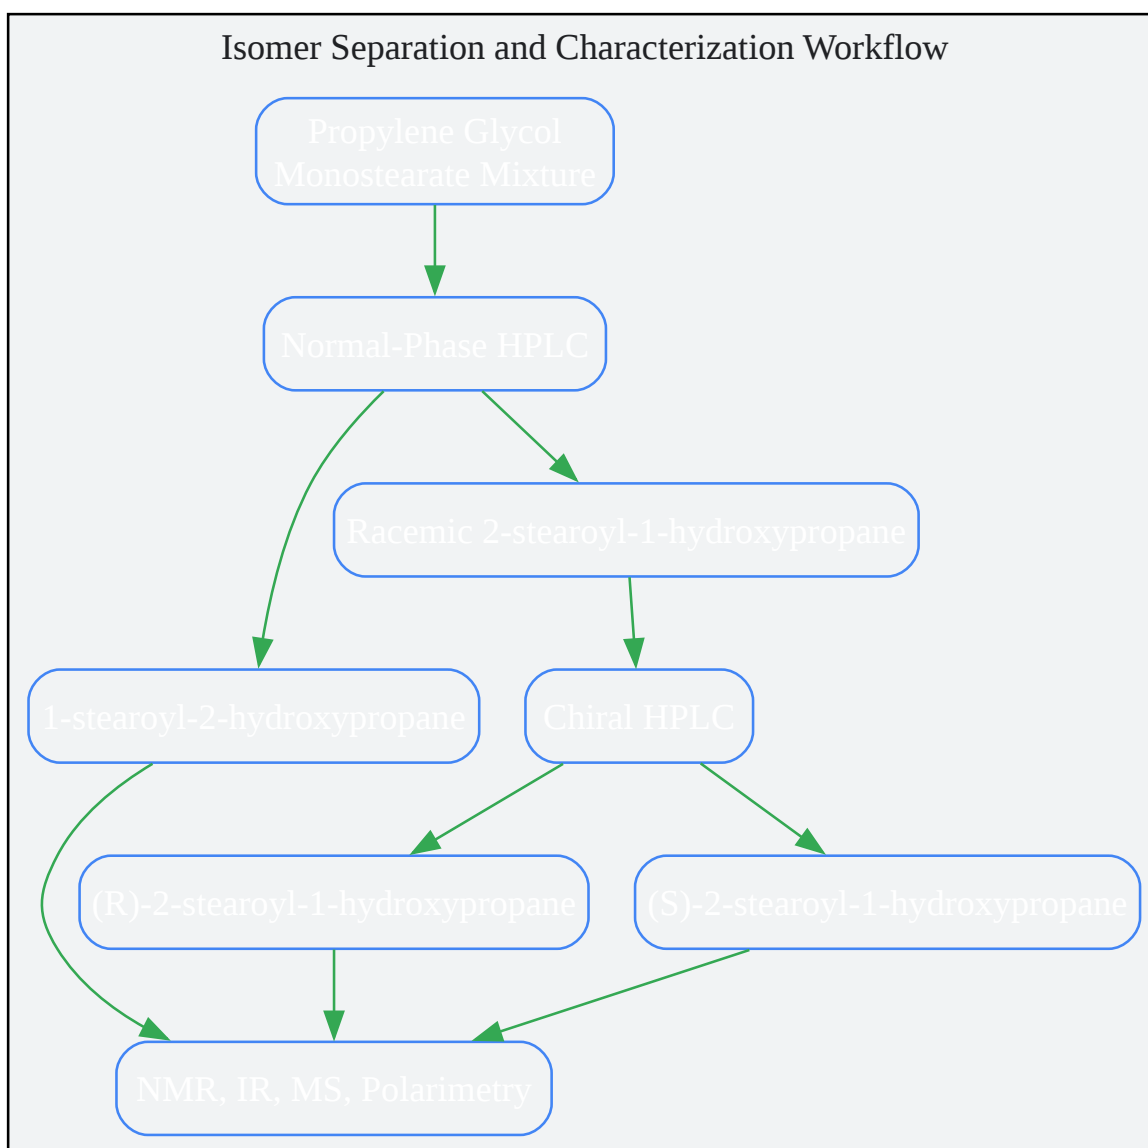 Isomer Separation and Characterization Workflow
Propylene Glycol
Monostearate Mixture
Normal-Phase HPLC
Racemic 2-stearoyl-1-hydroxypropane
1-stearoyl-2-hydroxypropane
Chiral HPLC
(R)-2-stearoyl-1-hydroxypropane
(S)-2-stearoyl-1-hydroxypropane
NMR, IR, MS, Polarimetry